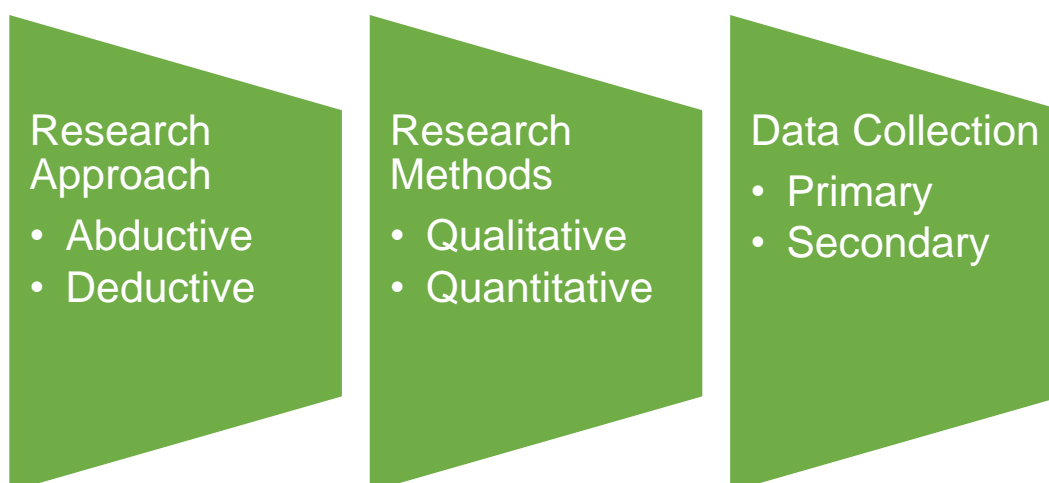 Research
Approach
• Abductive
• Deductive
Research
Methods
• Qualitative
• Quantitative
Data Collection
• Primary
• Secondary